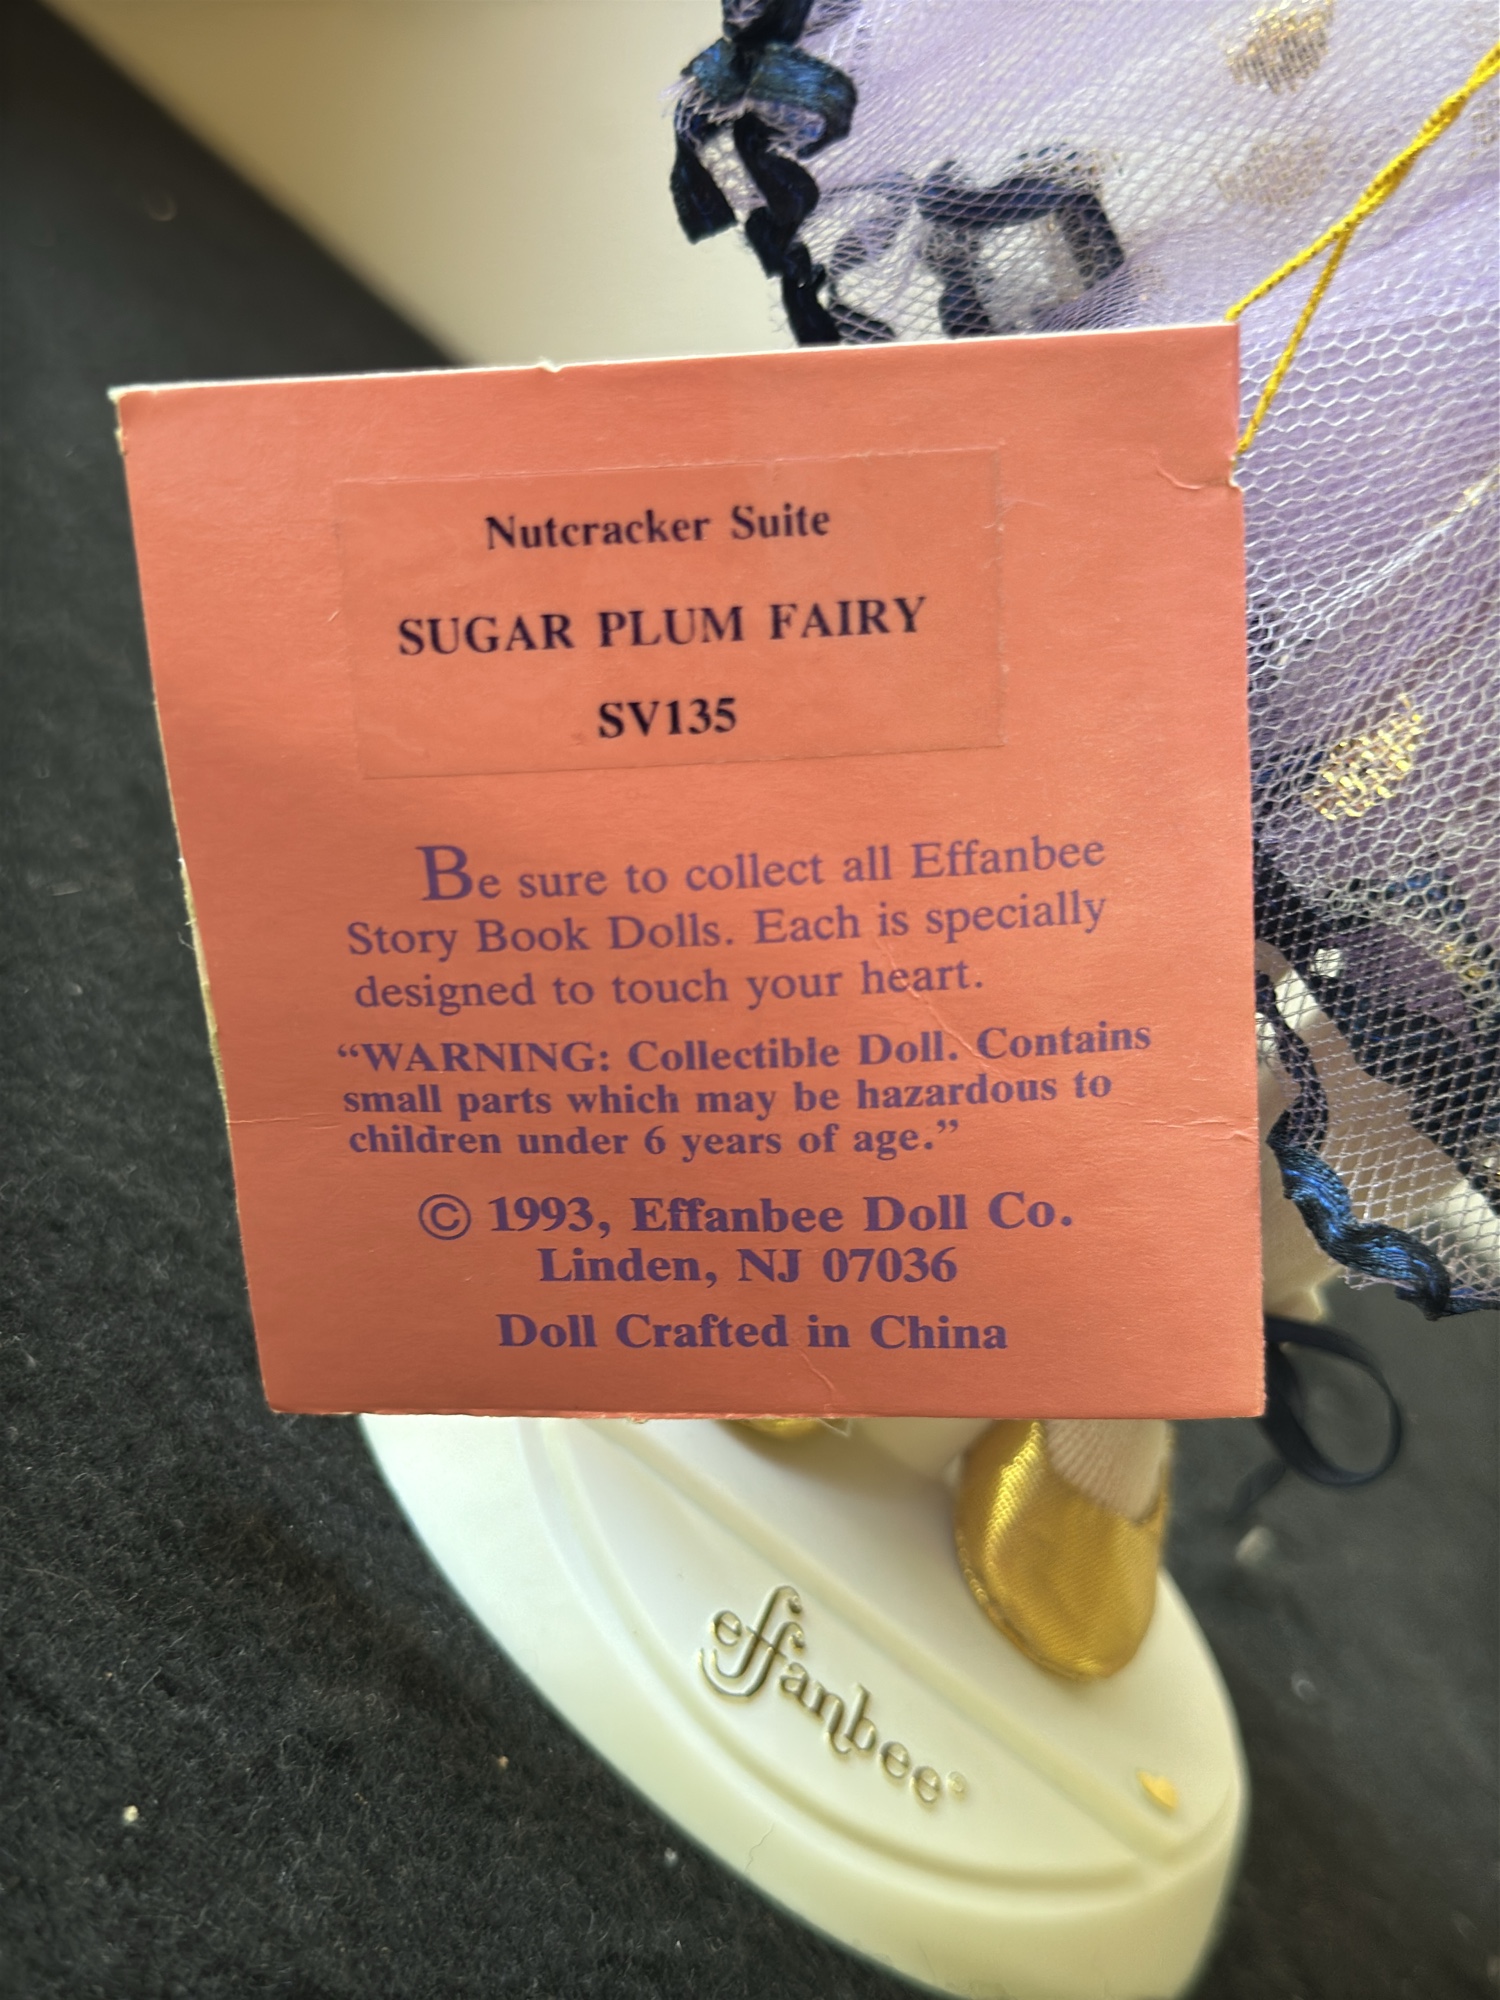 Nutcracker Suite
SUGAR PLUM FAIRY
SV135
Be sure to collect all Effanbee
Story Book Dolls. Each is specially
designed to touch your heart.
“WARNING: Collectible Doll. Contains
small parts which may be hazardous to
children under 6 years of age.”
© 1993, Effanbee Doll Co.
Linden, NJ 07036
Doll Crafted in China
effanbee®